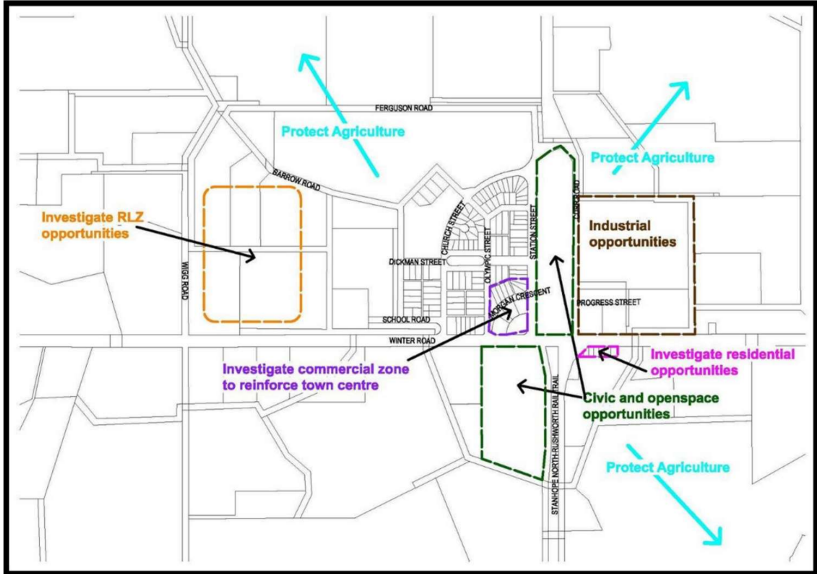 FERGUSON ROAD
Protect Agriculture
Protect Agriculture
BARROW ROAD
Investigate RLZ
opportunities
CHURCH STREET
OLYMPIC STREET
STATION STREET
Industrial
opportunities
DICKMAN STREET
WIGG ROAD
MORGAN CRESCENT
PROGRESS STREET
SCHOOL ROAD
WINTER ROAD
Investigate commercial zone
to reinforce town centre
Investigate residential
opportunities
Civic and openspace
opportunities
STANHOPE NORTH-RUSHWORTH RAIL TRAIL
Protect Agriculture